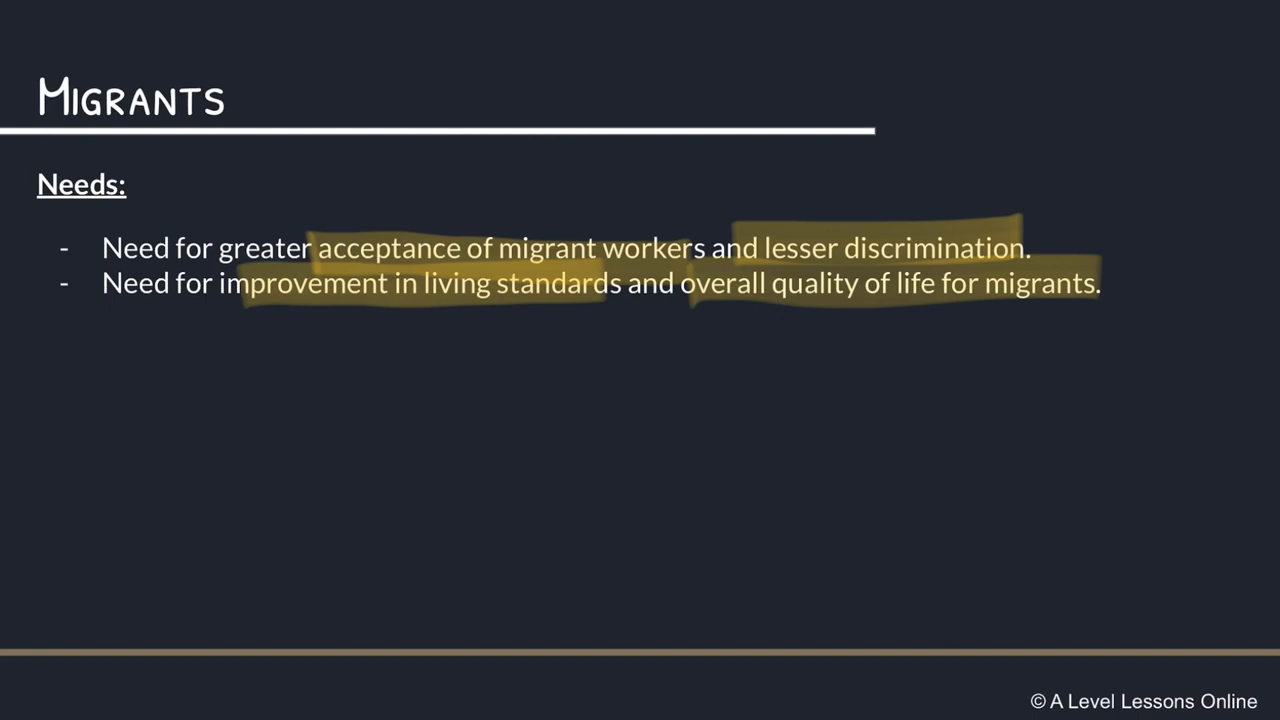 MIGRANTS
Needs:
- Need for greater acceptance of migrant workers and lesser discrimination.
- Need for improvement in living standards and overall quality of life for migrants.
© A Level Lessons Online